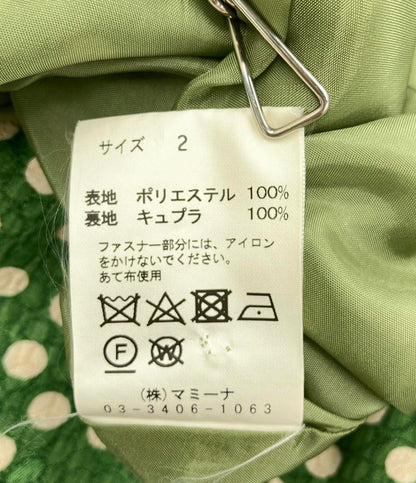 サイズ 2
表地 ポリエステル 100%
裏地 キュプラ 100%
ファスナー部分には、アイロン
をかけないでください。
あて布使用
F W
(株) マミーナ
03-3406-1063